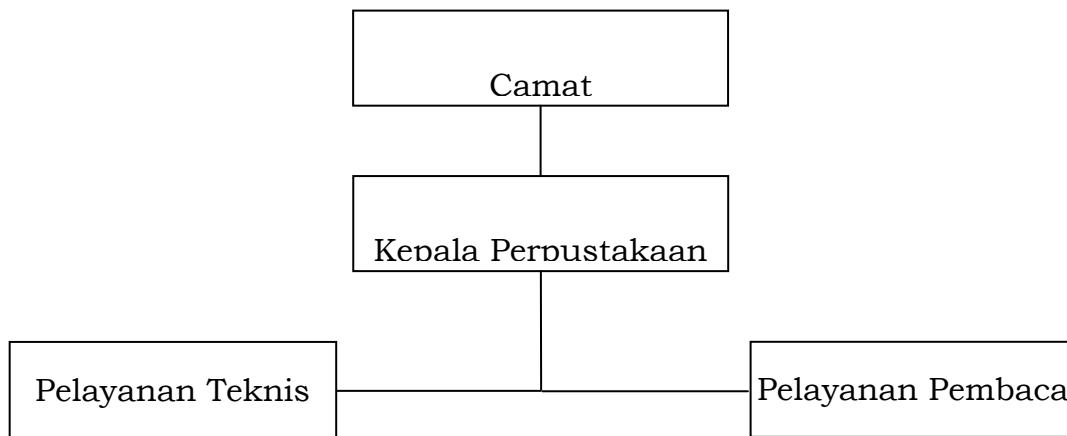 Camat
Kepala Perpustakaan
Pelayanan Teknis
Pelayanan Pembaca